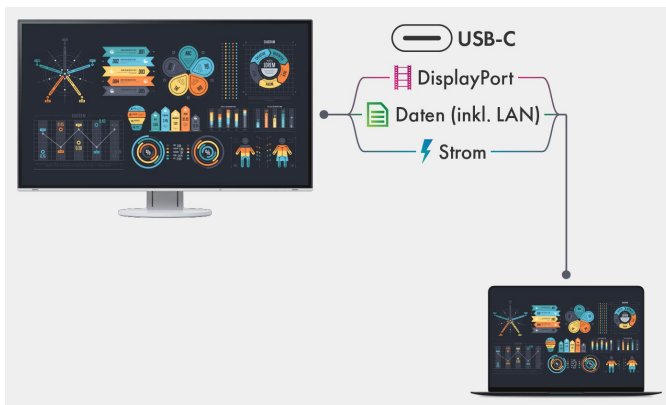 USB-C
DisplayPort
Daten (inkl. LAN)
Strom